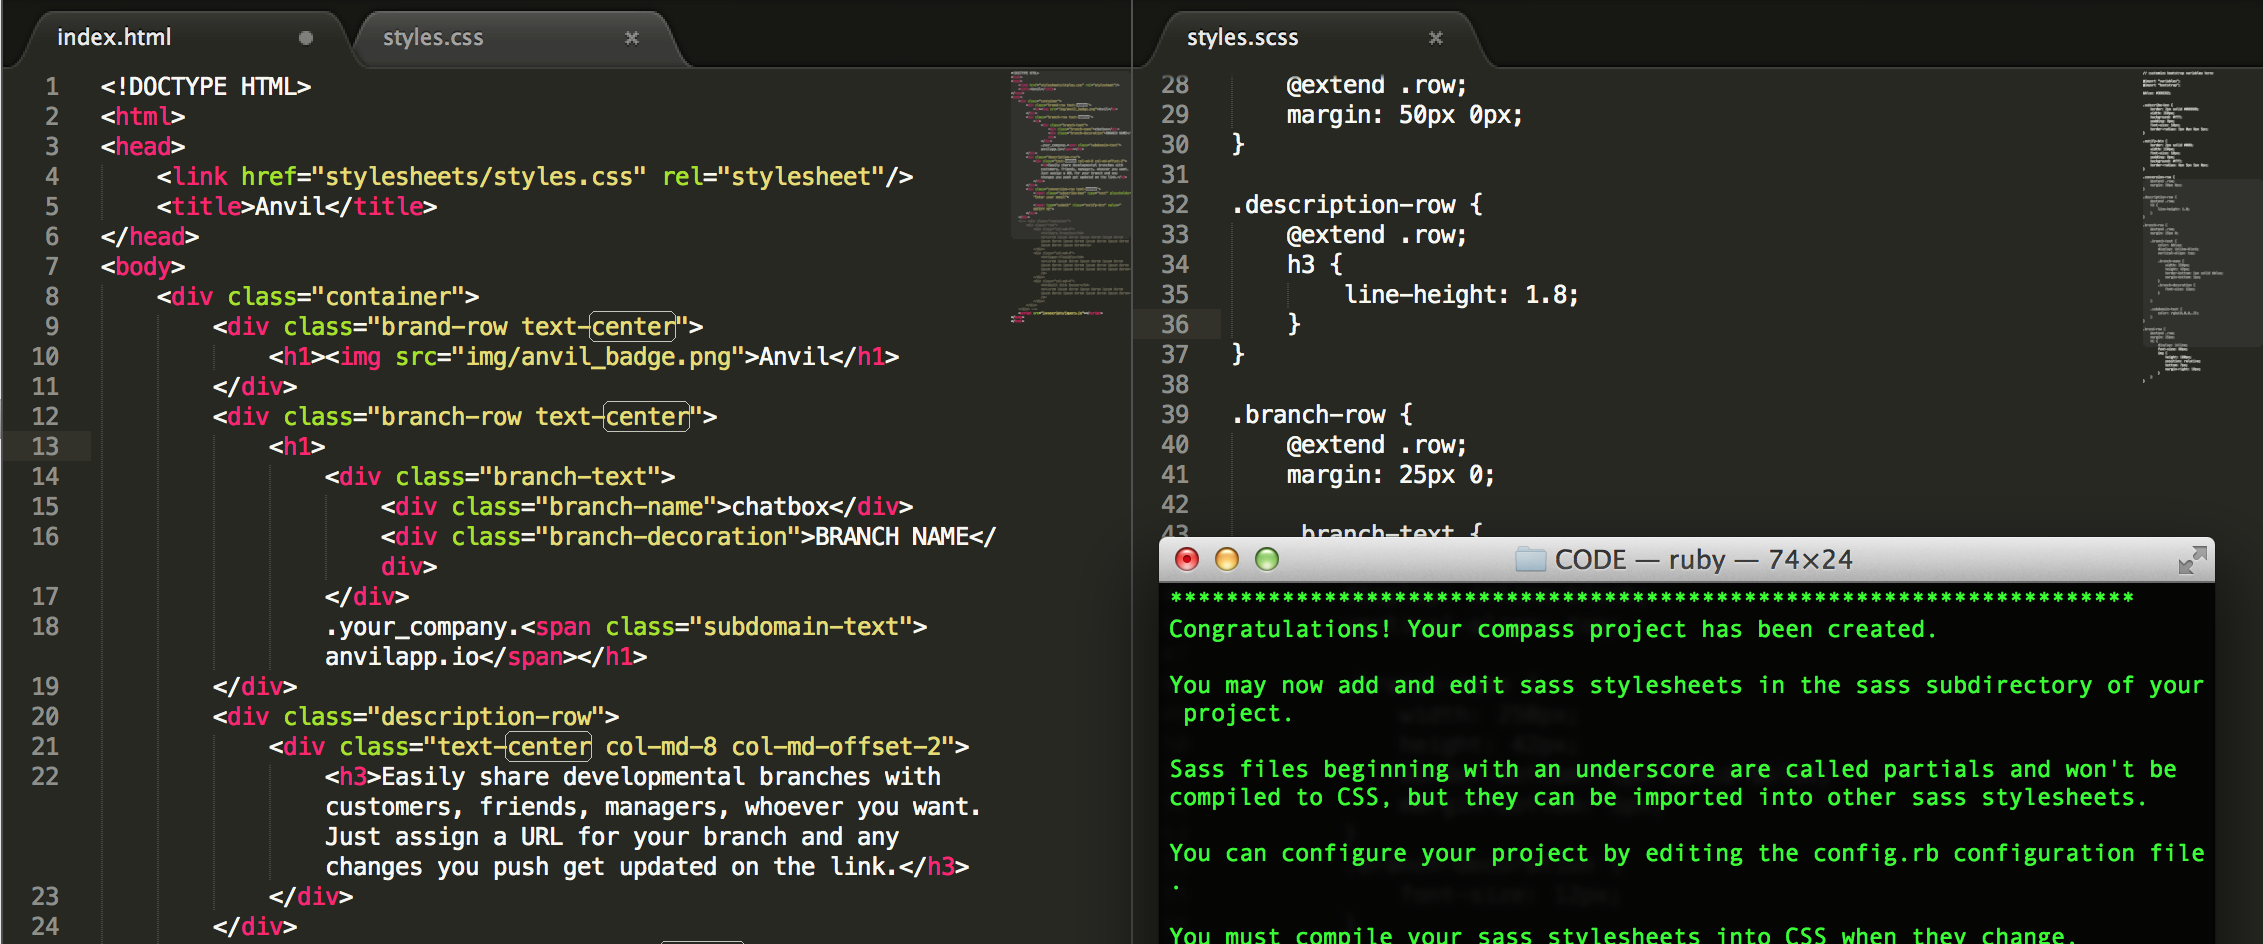 index.html
styles.css
styles.scss
1 <!DOCTYPE HTML>
2 <html>
3 <head>
4 <link href="stylesheets/styles.css" rel="stylesheet"/>
5 <title>Anvil</title>
6 </head>
7 <body>
8 <div class="container">
9 <div class="brand-row text-center">
10 <h1><img src="img/anvil_badge.png">Anvil</h1>
11 </div>
12 <div class="branch-row text-center">
13 <h1>
14 <div class="branch-text">
15 <div class="branch-name">chatbox</div>
16 <div class="branch-decoration">BRANCH NAME</
div>
17 </div>
18 .your_company.<span class="subdomain-text">
anvilapp.io</span></h1>
19 </div>
20 <div class="description-row">
21 <div class="text-center col-md-8 col-md-offset-2">
22 <h3>Easily share developmental branches with
customers, friends, managers, whoever you want.
Just assign a URL for your branch and any
changes you push get updated on the link.</h3>
23 </div>
24 </div>
28 @extend .row;
29 margin: 50px 0px;
30 }
31
32 .description-row {
33 @extend .row;
34 h3 {
35 line-height: 1.8;
36 }
37 }
38
39 .branch-row {
40 @extend .row;
41 margin: 25px 0;
42
43 .branch-text {
CODE — ruby — 74×24
*********************************************************************
Congratulations! Your compass project has been created.
You may now add and edit sass stylesheets in the sass subdirectory of your
project.
Sass files beginning with an underscore are called partials and won't be
compiled to CSS, but they can be imported into other sass stylesheets.
You can configure your project by editing the config.rb configuration file
.
You must compile your sass stylesheets into CSS when they change.